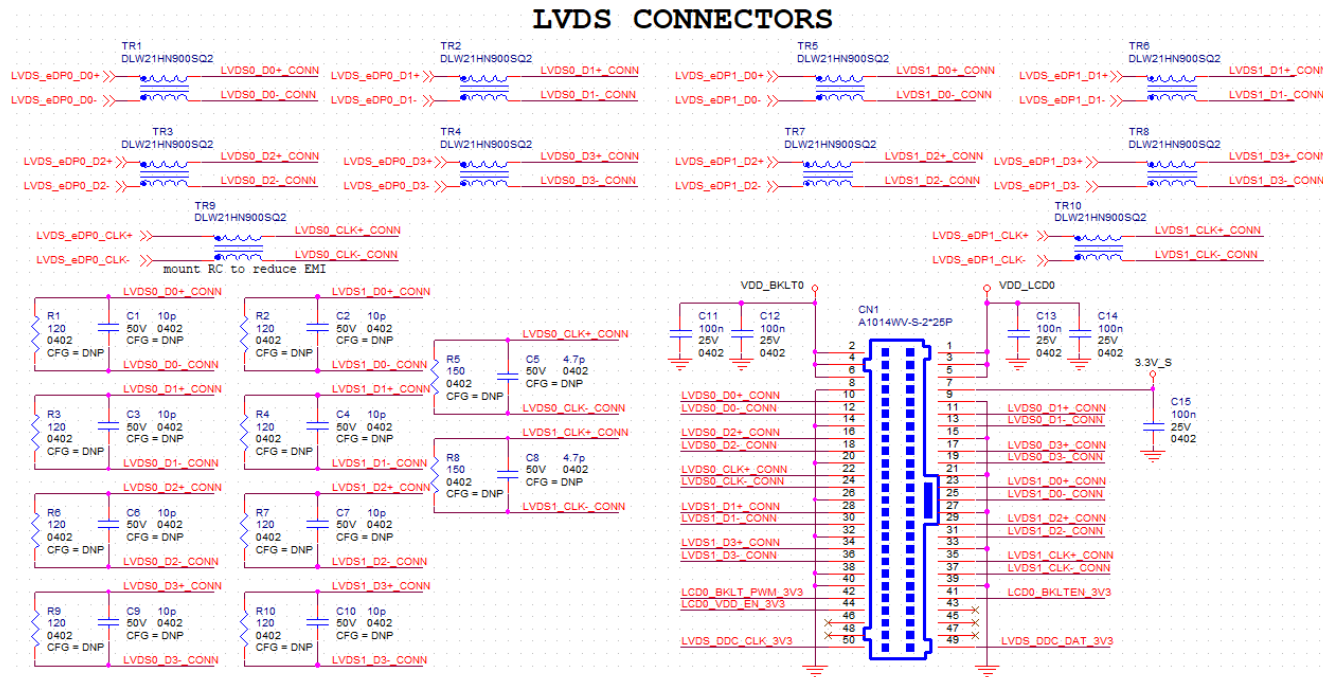 LVDS CONNECTORS
TR1
DLW21HN900SQ2
LVDS_eDP0_D0+
LVDS0_D0+_CONN
LVDS_eDP0_D0-
LVDS0_D0-_CONN
TR2
DLW21HN900SQ2
LVDS_eDP0_D1+
LVDS0_D1+_CONN
LVDS_eDP0_D1-
LVDS0_D1-_CONN
TR5
DLW21HN900SQ2
LVDS_eDP1_D0+
LVDS1_D0+_CONN
LVDS_eDP1_D0-
LVDS1_D0-_CONN
TR6
DLW21HN900SQ2
LVDS_eDP1_D1+
LVDS1_D1+_CONN
LVDS_eDP1_D1-
LVDS1_D1-_CONN
TR3
DLW21HN900SQ2
LVDS_eDP0_D2+
LVDS0_D2+_CONN
LVDS_eDP0_D2-
LVDS0_D2-_CONN
TR4
DLW21HN900SQ2
LVDS_eDP0_D3+
LVDS0_D3+_CONN
LVDS_eDP0_D3-
LVDS0_D3-_CONN
TR7
DLW21HN900SQ2
LVDS_eDP1_D2+
LVDS1_D2+_CONN
LVDS_eDP1_D2-
LVDS1_D2-_CONN
TR8
DLW21HN900SQ2
LVDS_eDP1_D3+
LVDS1_D3+_CONN
LVDS_eDP1_D3-
LVDS1_D3-_CONN
TR9
DLW21HN900SQ2
LVDS_eDP0_CLK+
LVDS0_CLK+_CONN
LVDS_eDP0_CLK-
LVDS0_CLK-_CONN
TR10
DLW21HN900SQ2
LVDS_eDP1_CLK+
LVDS1_CLK+_CONN
LVDS_eDP1_CLK-
LVDS1_CLK-_CONN
mount RC to reduce EMI
LVDS0_D0+_CONN
R1
120
0402
CFG = DNP
C1 10p
50V 0402
CFG = DNP
LVDS0_D0-_CONN
LVDS1_D0+_CONN
R2
120
0402
CFG = DNP
C2 10p
50V 0402
CFG = DNP
LVDS1_D0-_CONN
LVDS0_D1+_CONN
R3
120
0402
CFG = DNP
C3 10p
50V 0402
CFG = DNP
LVDS0_D1-_CONN
LVDS1_D1+_CONN
R4
120
0402
CFG = DNP
C4 10p
50V 0402
CFG = DNP
LVDS1_D1-_CONN
LVDS0_CLK+_CONN
R5
150
0402
CFG = DNP
C5 4.7p
50V 0402
CFG = DNP
LVDS0_CLK-_CONN
LVDS1_CLK+_CONN
R8
150
0402
CFG = DNP
C8 4.7p
50V 0402
CFG = DNP
LVDS1_CLK-_CONN
LVDS0_D2+_CONN
R6
120
0402
CFG = DNP
C6 10p
50V 0402
CFG = DNP
LVDS0_D2-_CONN
LVDS1_D2+_CONN
R7
120
0402
CFG = DNP
C7 10p
50V 0402
CFG = DNP
LVDS1_D2-_CONN
LVDS0_D3+_CONN
R9
120
0402
CFG = DNP
C9 10p
50V 0402
CFG = DNP
LVDS0_D3-_CONN
LVDS1_D3+_CONN
R10
120
0402
CFG = DNP
C10 10p
50V 0402
CFG = DNP
LVDS1_D3-_CONN
VDD_BKLT0
C11
100n
25V
0402
C12
100n
25V
0402
VDD_LCD0
C13
100n
25V
0402
C14
100n
25V
0402
3.3V_S
C15
100n
25V
0402
CN1
A1014WV-S-2*25P
2 1
4 3
6 5
8 7
10 9
LVDS0_D0+_CONN
12 11
LVDS0_D0-_CONN LVDS0_D1+_CONN
14 13
LVDS0_D1-_CONN
16 15
LVDS0_D2+_CONN
18 17
LVDS0_D2-_CONN LVDS0_D3+_CONN
20 19
LVDS0_D3-_CONN
22 21
LVDS0_CLK+_CONN
24 23
LVDS0_CLK-_CONN LVDS1_D0+_CONN
26 25
LVDS1_D0-_CONN
28 27
LVDS1_D1+_CONN
30 29
LVDS1_D1-_CONN LVDS1_D2+_CONN
32 31
LVDS1_D2-_CONN
34 33
LVDS1_D3+_CONN
36 35
LVDS1_D3-_CONN LVDS1_CLK+_CONN
38 37
LVDS1_CLK-_CONN
40 39
42 41
LCD0_BKLT_PWM_3V3 LCD0_BKLTEN_3V3
44 43
LCD0_VDD_EN_3V3
46 45
48 47
50 49
LVDS_DDC_CLK_3V3 LVDS_DDC_DAT_3V3